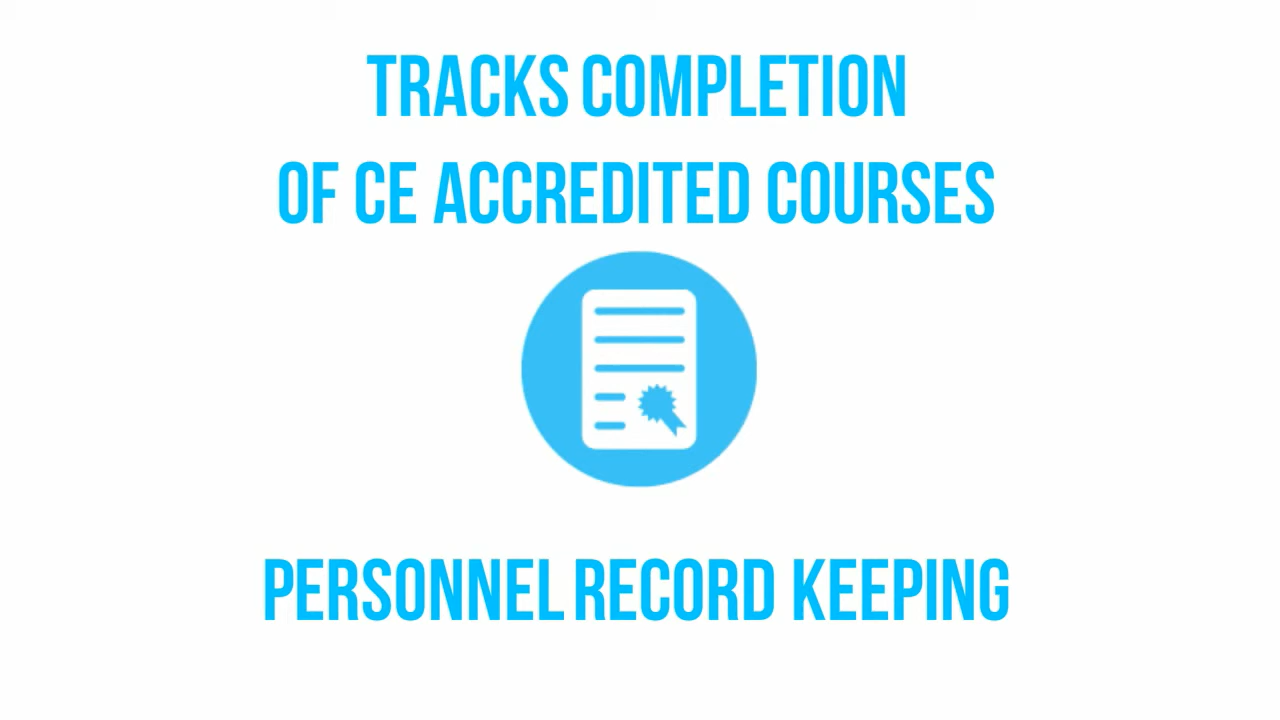 TRACKS COMPLETION
OF CE ACCREDITED COURSES
PERSONNEL RECORD KEEPING